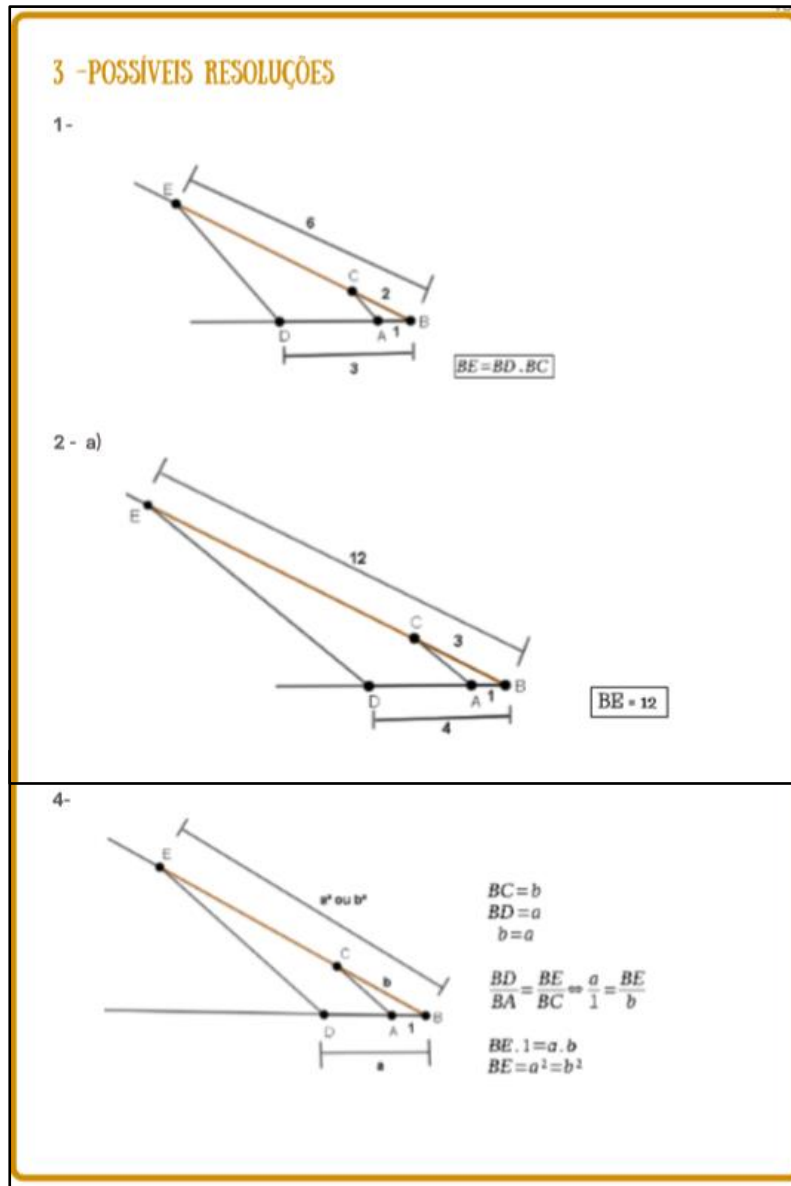 3 -POSSÍVEIS RESOLUÇÕES
1-
E
6
C
2
D
A
1
B
3
BE=BD.BC
2- a)
E
12
C
3
D
A
1
B
4
BE = 12
4-
E
a² ou b²
C
b
D
A
1
B
a
BC=b
BD=a
b=a
BD/BA=BE/BC⇔a/1=BE/b
BE.1=a.b
BE=a²=b²